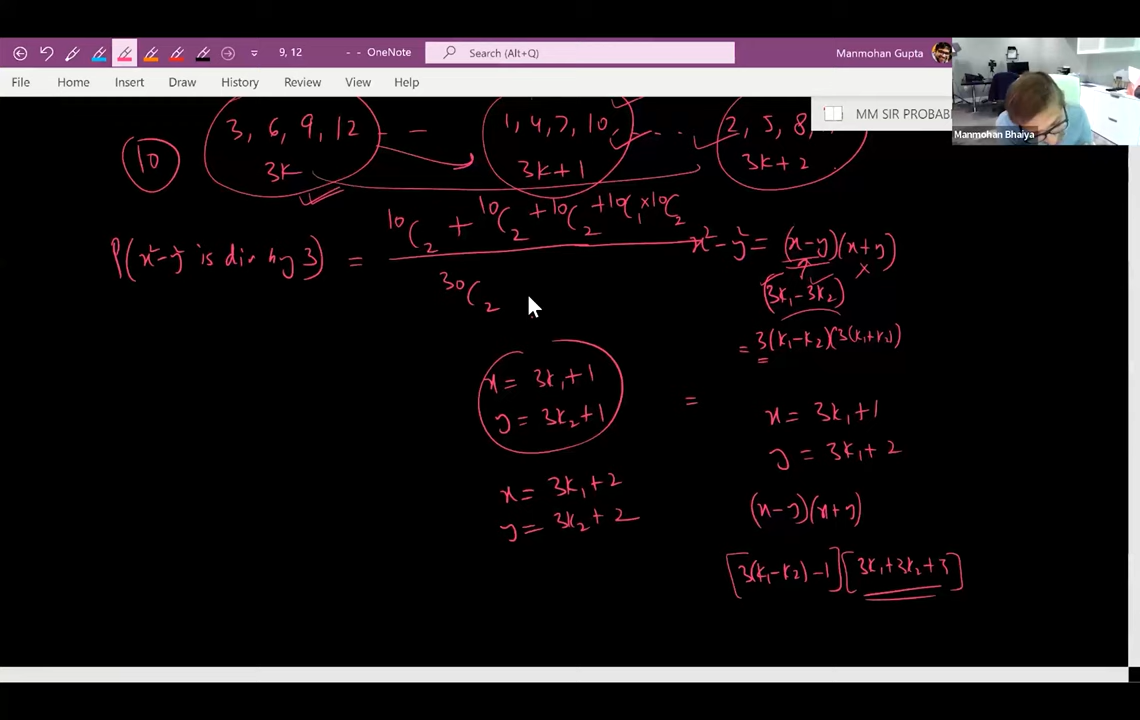 9, 12 - - OneNote
Search (Alt+Q)
Manmohan Gupta
File Home Insert Draw History Review View Help
MM SIR PROBAB
Manmohan Bhaiya
10
3, 6, 9, 12 - —
3k
1, 4, 7, 10
3k+1
2, 5, 8,
3k+2
P(x²-y² is div by 3) =
¹⁰C₂ + ¹⁰C₂ + ¹⁰C₂ + ¹⁰C₁ × ¹⁰C₂
³⁰C₂
x²-y² = (x-y)(x+y)
x
(3k₁-3k₂)
= 3(k₁-k₂)(3(k₁+k₂)
x = 3k₁+1
y = 3k₂+1
=
x = 3k₁+1
y = 3k₁+2
x = 3k₁+2
y = 3k₂+2
(x-y)(x+y)
[3(k₁-k₂)-1][3k₁+3k₂+3]